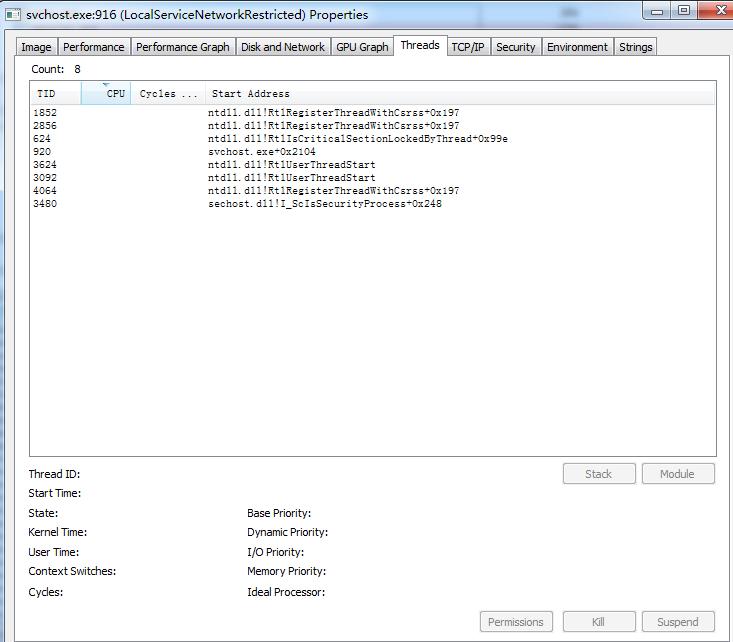 svchost.exe:916 (LocalServiceNetworkRestricted) Properties
Image Performance Performance Graph Disk and Network GPU Graph Threads TCP/IP Security Environment Strings
Count: 8
TID CPU Cycles ... Start Address
1852 ntdll.dll!RtlRegisterThreadWithCsrss+0x197
2856 ntdll.dll!RtlRegisterThreadWithCsrss+0x197
624 ntdll.dll!RtlIsCriticalSectionLockedByThread+0x99e
920 svchost.exe+0x2104
3624 ntdll.dll!RtlUserThreadStart
3092 ntdll.dll!RtlUserThreadStart
4064 ntdll.dll!RtlRegisterThreadWithCsrss+0x197
3480 sechost.dll!I_ScIsSecurityProcess+0x248
Thread ID: Stack Module
Start Time:
State: Base Priority:
Kernel Time: Dynamic Priority:
User Time: I/O Priority:
Context Switches: Memory Priority:
Cycles: Ideal Processor:
Permissions Kill Suspend